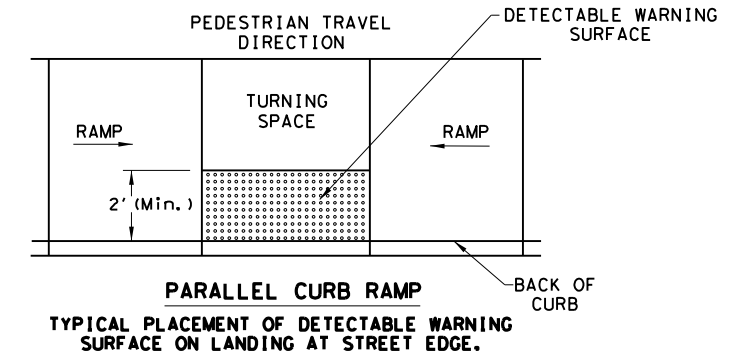 PEDESTRIAN TRAVEL
DIRECTION
DETECTABLE WARNING
SURFACE
TURNING
SPACE
RAMP
RAMP
2' (Min.)
BACK OF
CURB
PARALLEL CURB RAMP
TYPICAL PLACEMENT OF DETECTABLE WARNING
SURFACE ON LANDING AT STREET EDGE.